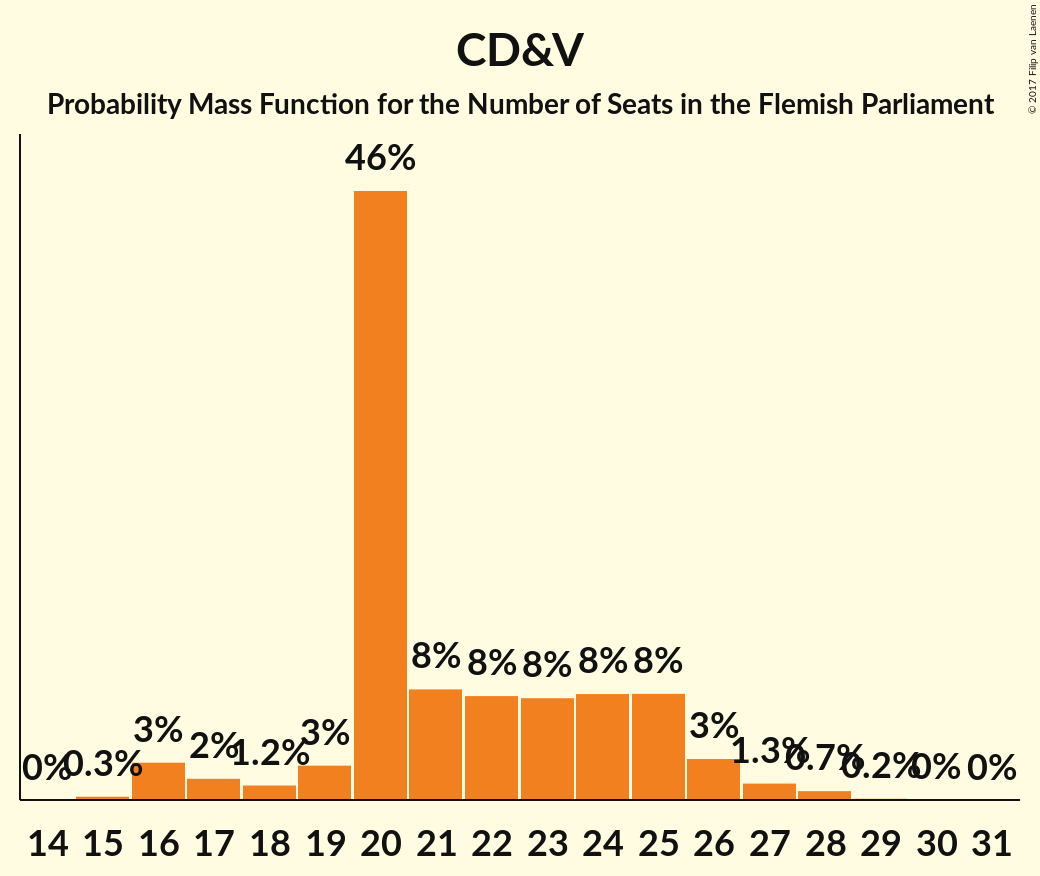 CD&V
Probability Mass Function for the Number of Seats in the Flemish Parliament
© 2017 Filip van Laenen
46%
8% 8% 8% 8% 8%
0% 0.3% 3% 2% 1.2% 3% 3% 1.3% 0.7% 0.2% 0% 0%
14 15 16 17 18 19 20 21 22 23 24 25 26 27 28 29 30 31